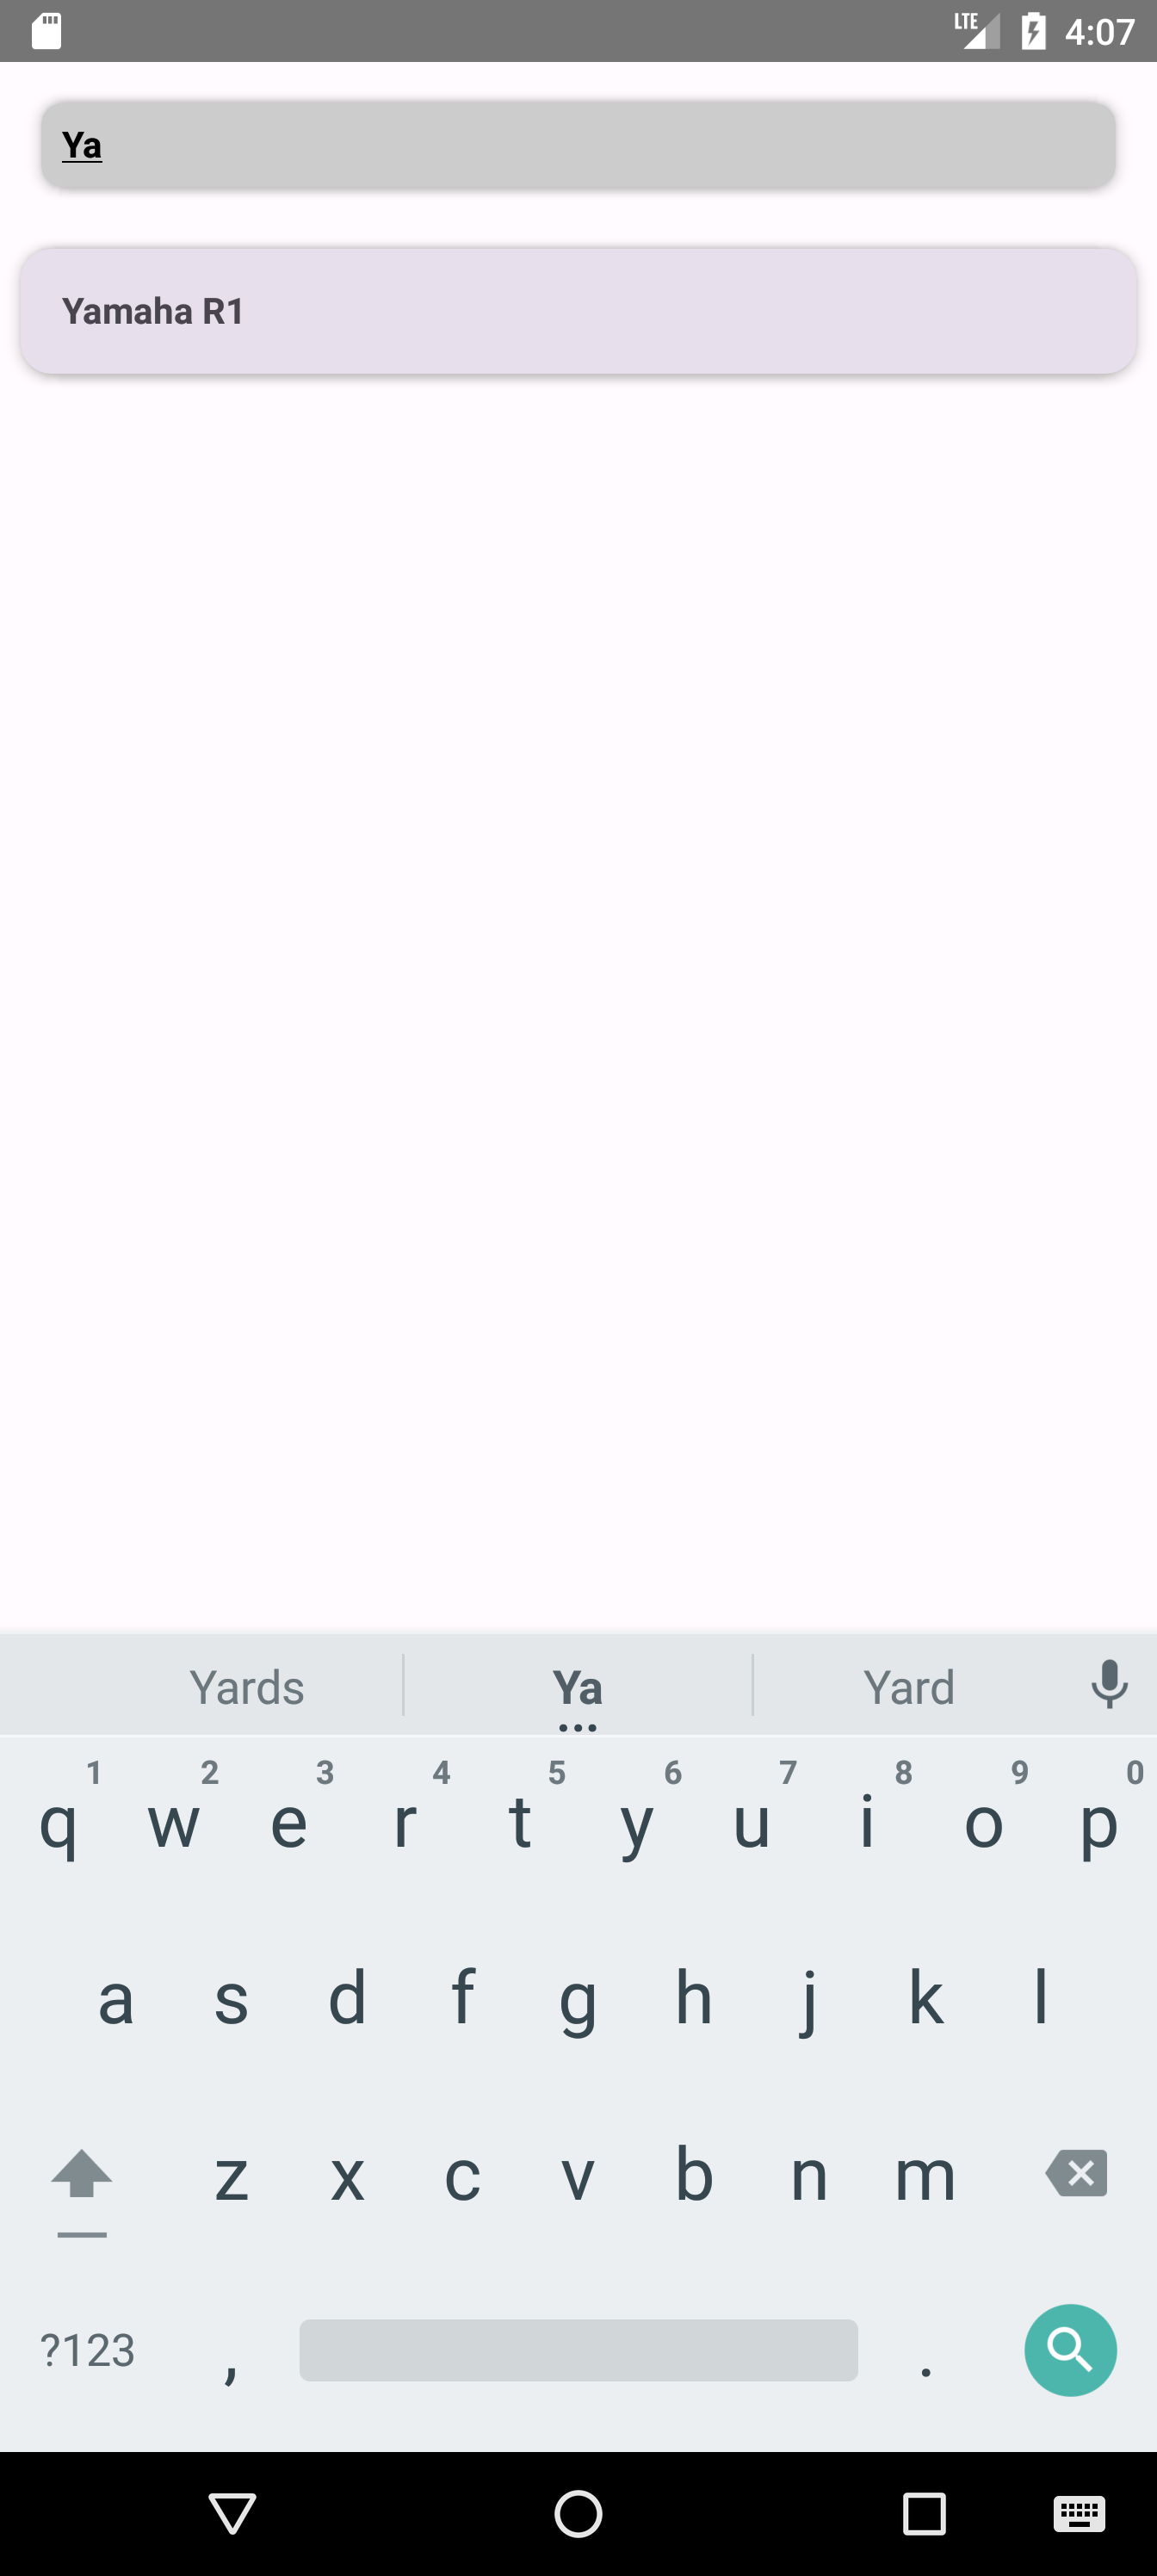 LTE 4:07
Ya
Yamaha R1
Yards Ya Yard
1 2 3 4 5 6 7 8 9 0
q w e r t y u i o p
a s d f g h j k l
z x c v b n m
?123 , .